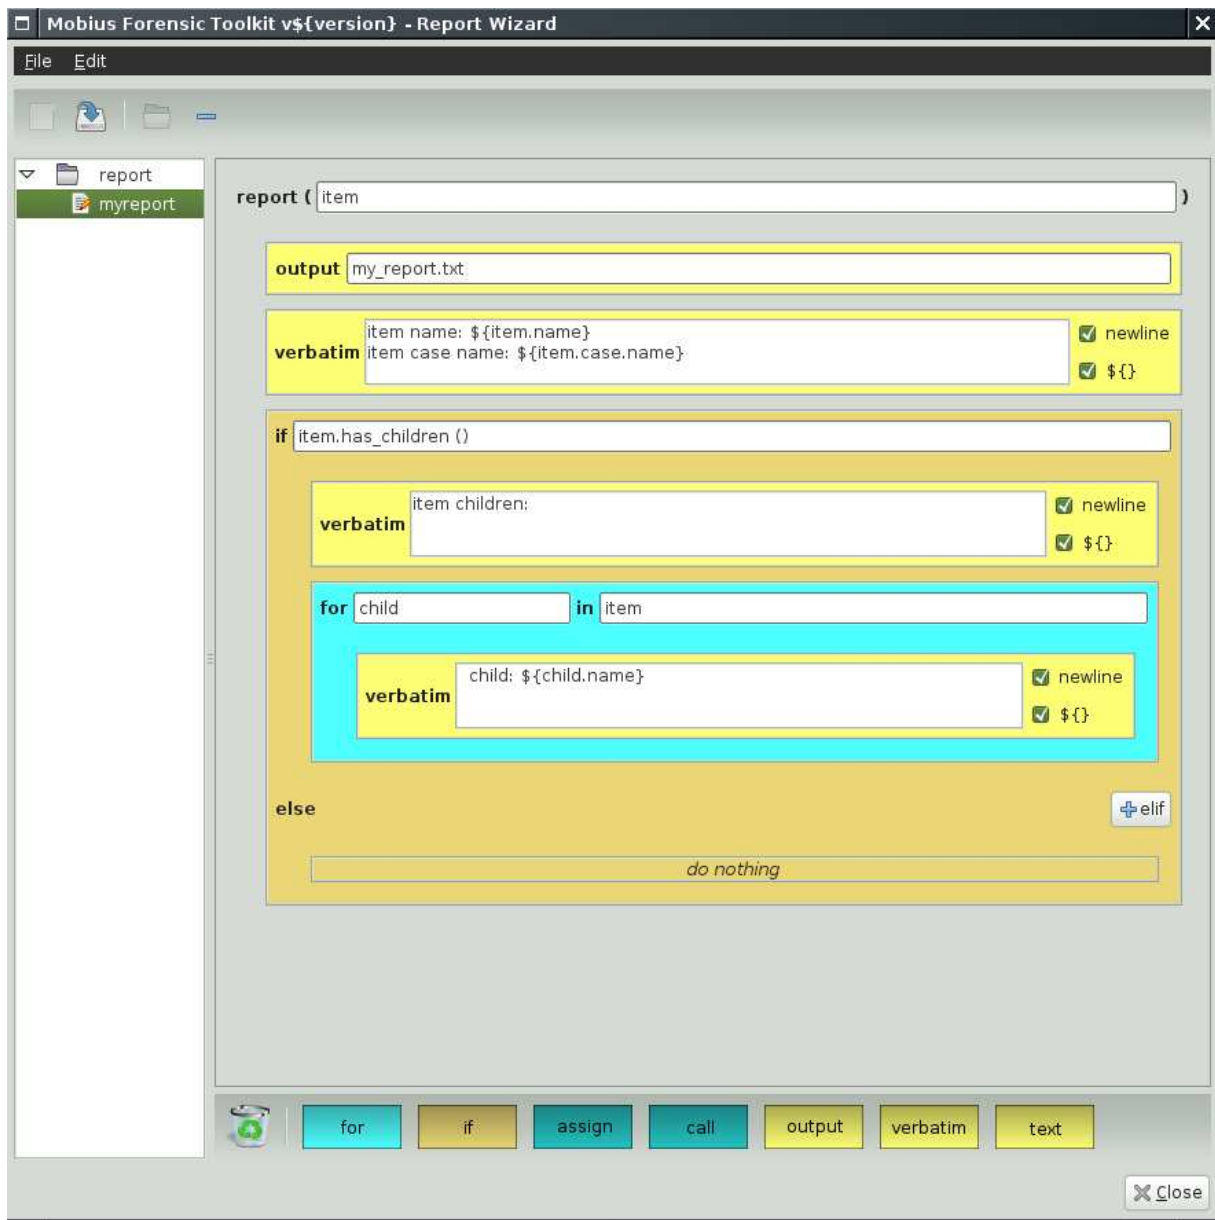 Mobius Forensic Toolkit v${version} - Report Wizard
File Edit
report
myreport
report ( item )
output my_report.txt
verbatim
item name: ${item.name}
item case name: ${item.case.name}
newline
${}
if item.has_children ()
verbatim
item children:
newline
${}
for child in item
verbatim
child: ${child.name}
newline
${}
else
elif
do nothing
for if assign call output verbatim text
Close